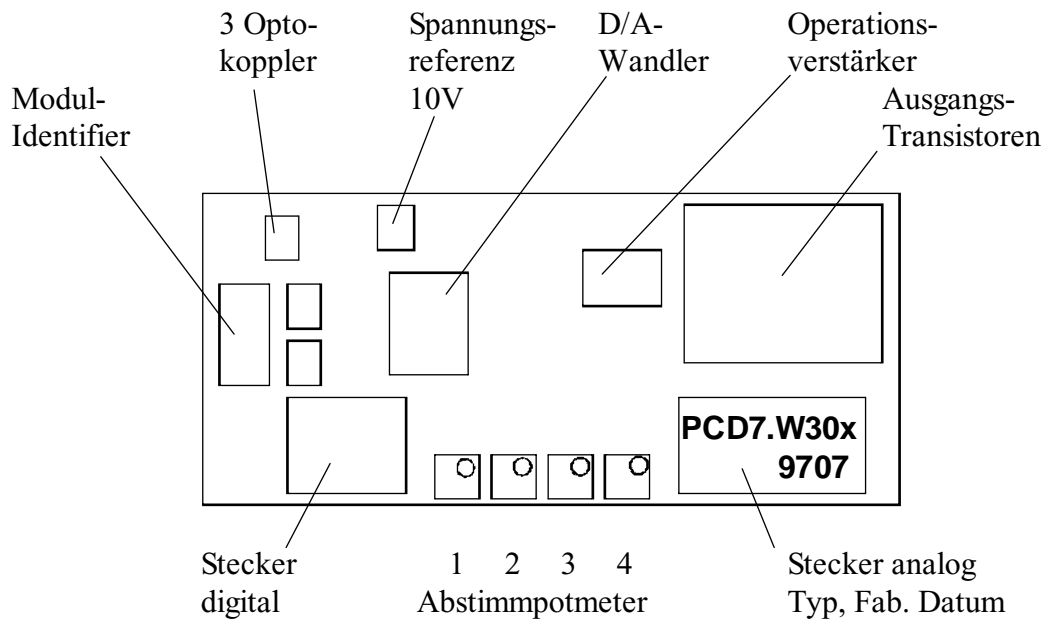 3 Opto-
koppler
Spannungs-
referenz
10V
D/A-
Wandler
Operations-
verstärker
Modul-
Identifier
Ausgangs-
Transistoren
PCD7.W30x
9707
Stecker
digital
1 2 3 4
Abstimmpotmeter
Stecker analog
Typ, Fab. Datum